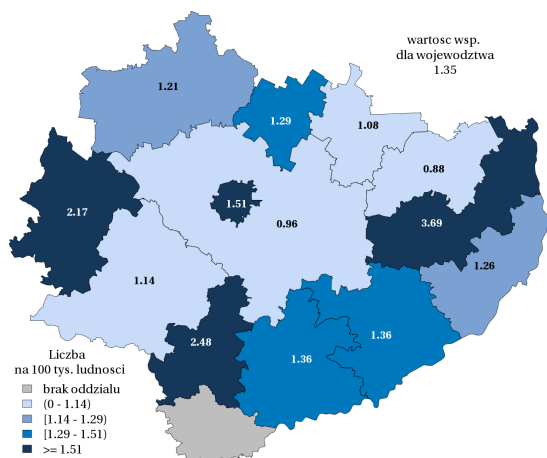 wartosc wsp.
dla wojewodztwa
1.35
1.21
1.29
1.08
0.88
2.17
1.51
0.96
3.69
1.26
1.14
2.48
1.36
1.36
Liczba
na 100 tys. ludnosci
brak oddzialu
(0 - 1.14)
[1.14 - 1.29)
[1.29 - 1.51)
>= 1.51